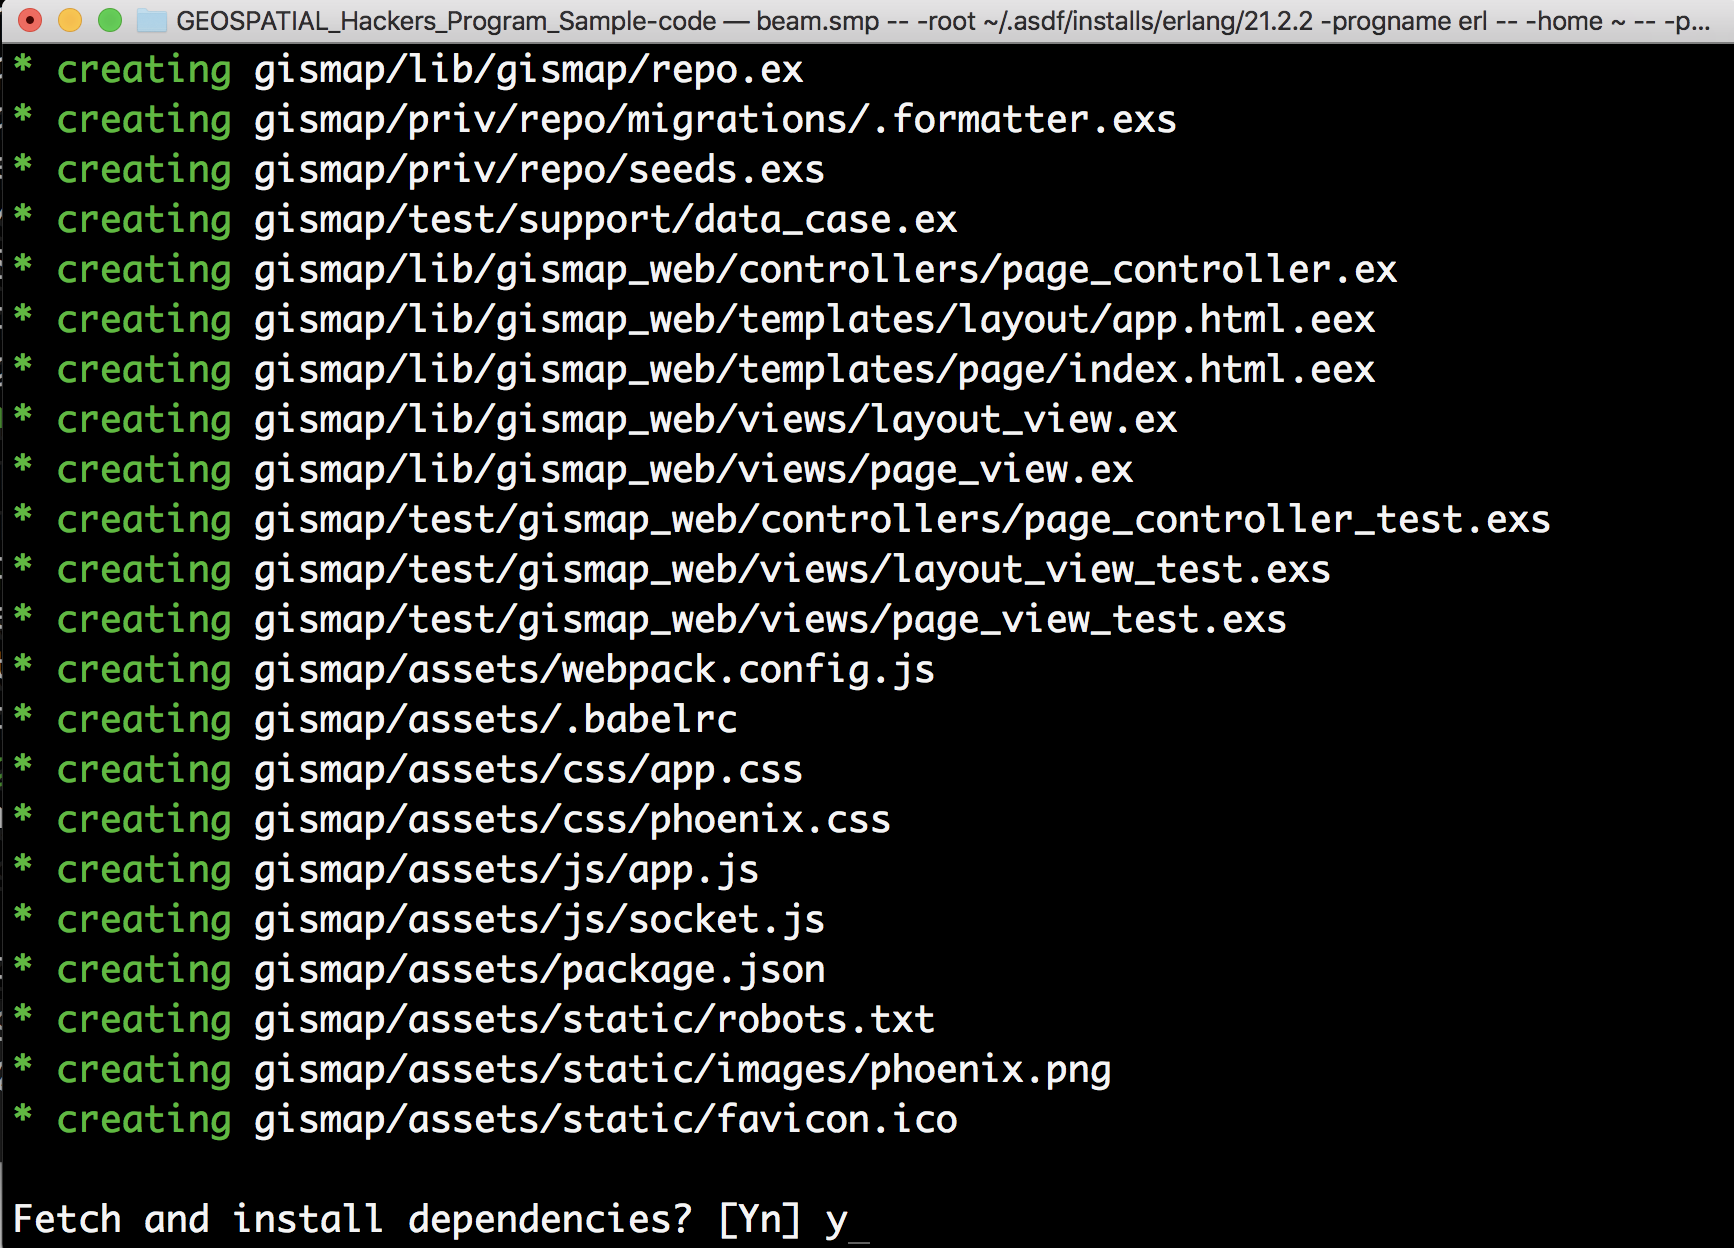 GEOSPATIAL_Hackers_Program_Sample-code — beam.smp -- -root ~/.asdf/installs/erlang/21.2.2 -progname erl -- -home ~ -- -p...
* creating gismap/lib/gismap/repo.ex
* creating gismap/priv/repo/migrations/.formatter.exs
* creating gismap/priv/repo/seeds.exs
* creating gismap/test/support/data_case.ex
* creating gismap/lib/gismap_web/controllers/page_controller.ex
* creating gismap/lib/gismap_web/templates/layout/app.html.eex
* creating gismap/lib/gismap_web/templates/page/index.html.eex
* creating gismap/lib/gismap_web/views/layout_view.ex
* creating gismap/lib/gismap_web/views/page_view.ex
* creating gismap/test/gismap_web/controllers/page_controller_test.exs
* creating gismap/test/gismap_web/views/layout_view_test.exs
* creating gismap/test/gismap_web/views/page_view_test.exs
* creating gismap/assets/webpack.config.js
* creating gismap/assets/.babelrc
* creating gismap/assets/css/app.css
* creating gismap/assets/css/phoenix.css
* creating gismap/assets/js/app.js
* creating gismap/assets/js/socket.js
* creating gismap/assets/package.json
* creating gismap/assets/static/robots.txt
* creating gismap/assets/static/images/phoenix.png
* creating gismap/assets/static/favicon.ico
Fetch and install dependencies? [Yn] y